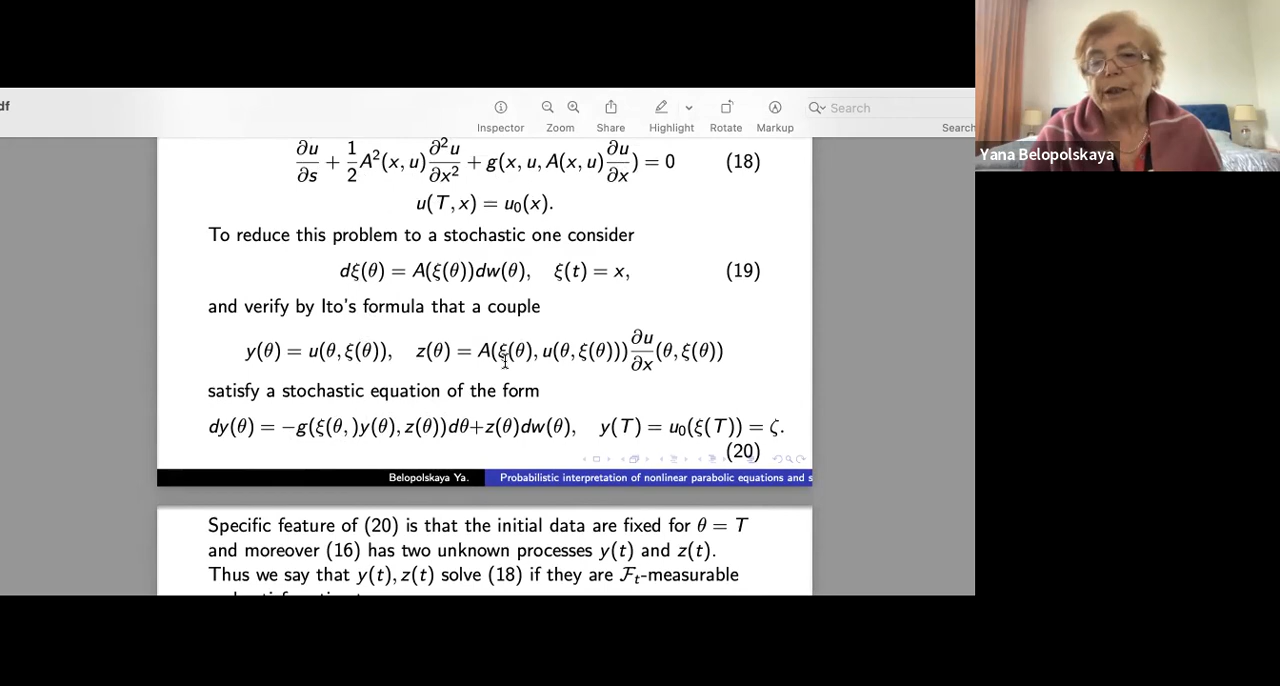 df
Search
Inspector Zoom Share Highlight Rotate Markup Search
∂u/∂s + 1/2 A²(x, u) ∂²u/∂x² + g(x, u, A(x, u) ∂u/∂x) = 0 (18)
u(T, x) = u₀(x).
To reduce this problem to a stochastic one consider
dξ(θ) = A(ξ(θ))dw(θ), ξ(t) = x, (19)
and verify by Ito's formula that a couple
y(θ) = u(θ, ξ(θ)), z(θ) = A(ξ(θ), u(θ, ξ(θ))) ∂u/∂x (θ, ξ(θ))
satisfy a stochastic equation of the form
dy(θ) = −g(ξ(θ, )y(θ), z(θ))dθ+z(θ)dw(θ), y(T) = u₀(ξ(T)) = ζ.
(20)
Belopolskaya Ya. Probabilistic interpretation of nonlinear parabolic equations and s
Specific feature of (20) is that the initial data are fixed for θ = T
and moreover (16) has two unknown processes y(t) and z(t).
Thus we say that y(t), z(t) solve (18) if they are ℱₜ-measurable
Yana Belopolskaya